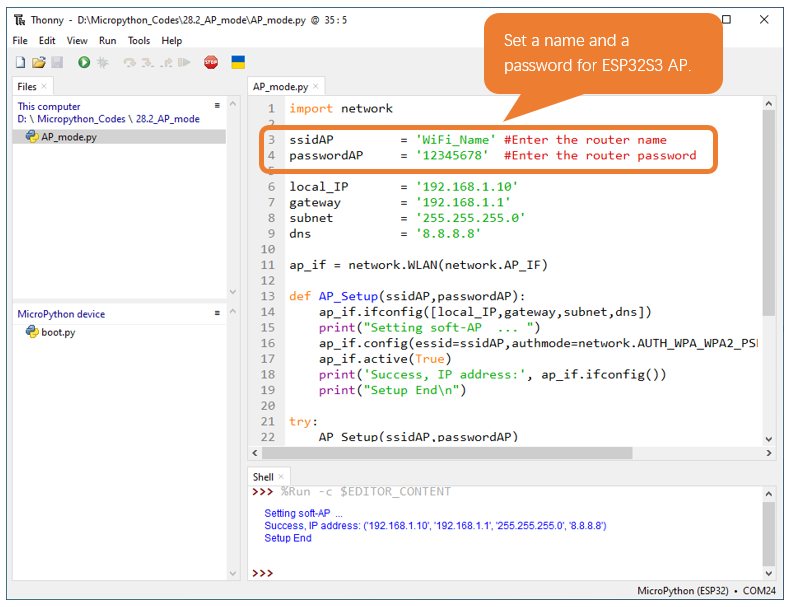 Thonny - D:\Micropython_Codes\28.2_AP_mode\AP_mode.py @ 35:5
File Edit View Run Tools Help
STOP
Set a name and a
password for ESP32S3 AP.
Files ×
This computer
D: \ Micropython_Codes \ 28.2_AP_mode
AP_mode.py
MicroPython device
boot.py
AP_mode.py ×
1 import network
2
3 ssidAP = 'WiFi_Name' #Enter the router name
4 passwordAP = '12345678' #Enter the router password
5
6 local_IP = '192.168.1.10'
7 gateway = '192.168.1.1'
8 subnet = '255.255.255.0'
9 dns = '8.8.8.8'
10
11 ap_if = network.WLAN(network.AP_IF)
12
13 def AP_Setup(ssidAP,passwordAP):
14 ap_if.ifconfig([local_IP,gateway,subnet,dns])
15 print("Setting soft-AP ... ")
16 ap_if.config(essid=ssidAP,authmode=network.AUTH_WPA_WPA2_PS
17 ap_if.active(True)
18 print('Success, IP address:', ap_if.ifconfig())
19 print("Setup End\n")
20
21 try:
22 AP_Setup(ssidAP,passwordAP)
Shell ×
>>> %Run -c $EDITOR_CONTENT
Setting soft-AP ...
Success, IP address: ('192.168.1.10', '192.168.1.1', '255.255.255.0', '8.8.8.8')
Setup End
>>>
MicroPython (ESP32) • COM24